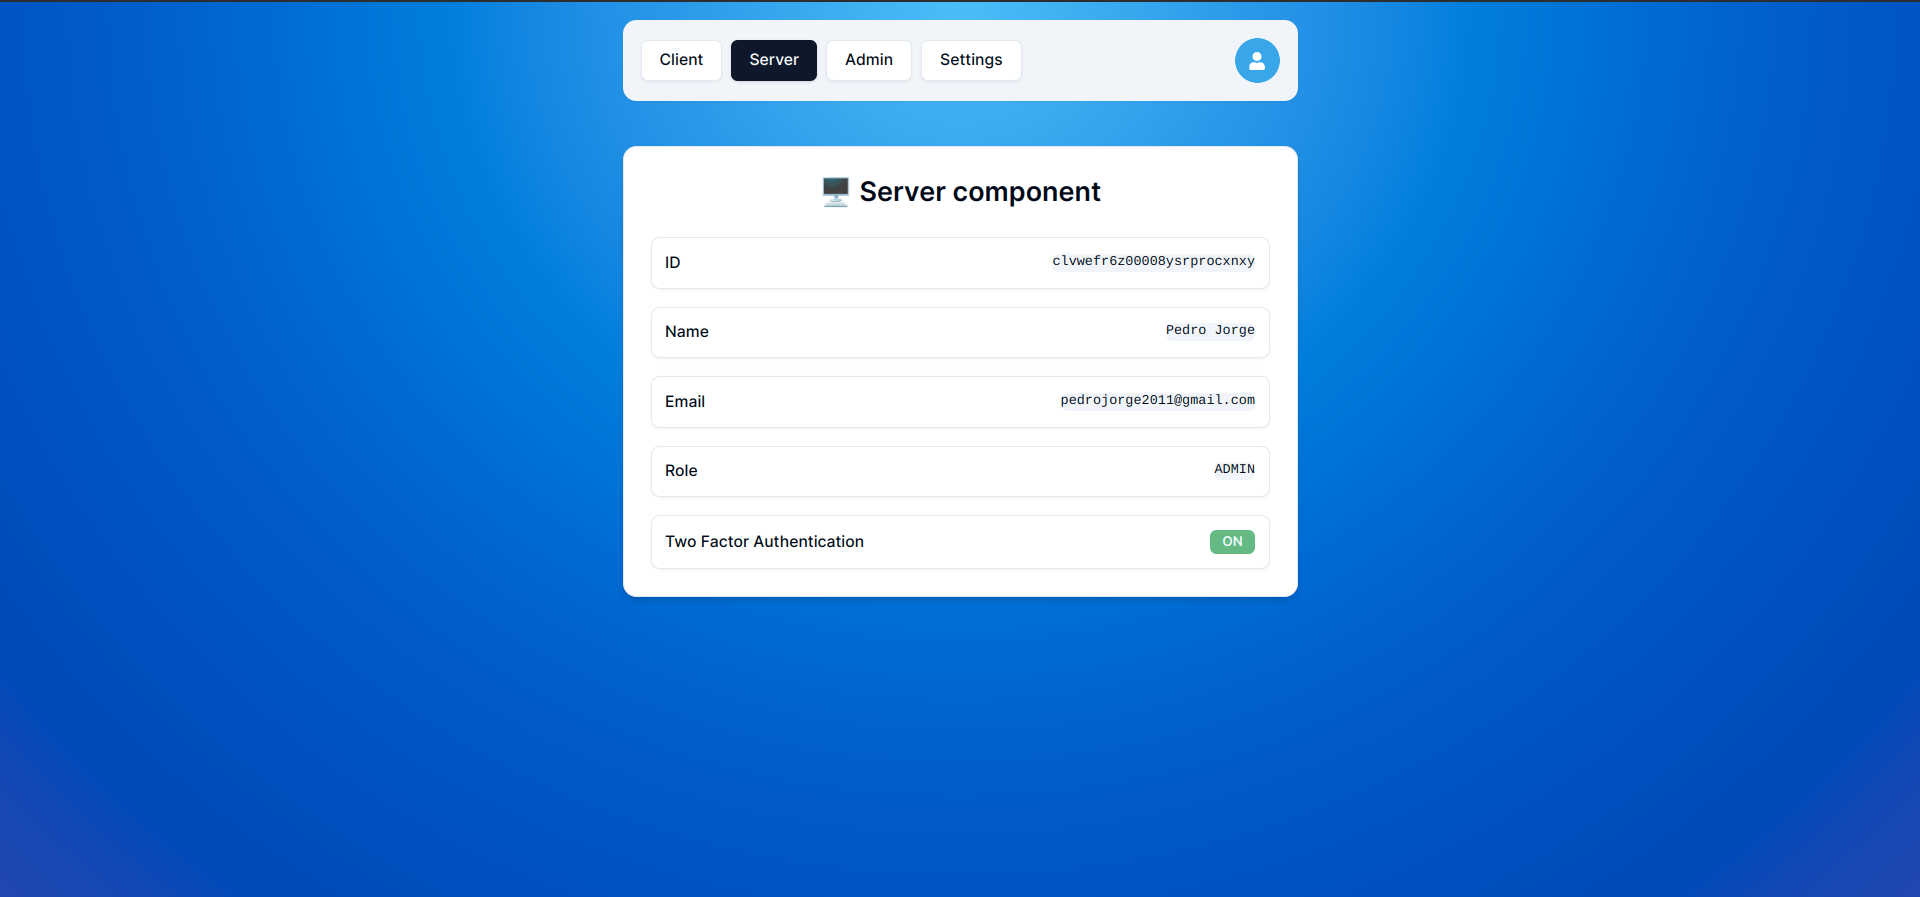 Client Server Admin Settings
🖥️ Server component
ID clvwefr6z00008ysrprocxnxy
Name Pedro Jorge
Email pedrojorge2011@gmail.com
Role ADMIN
Two Factor Authentication ON